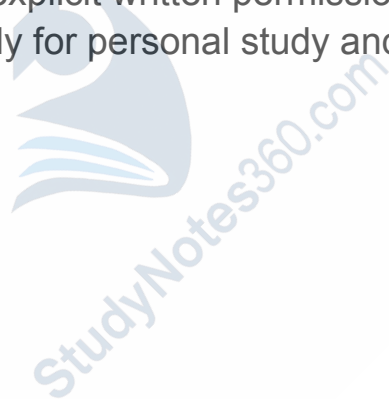 explicit written permissio
ly for personal study and
StudyNotes360.com